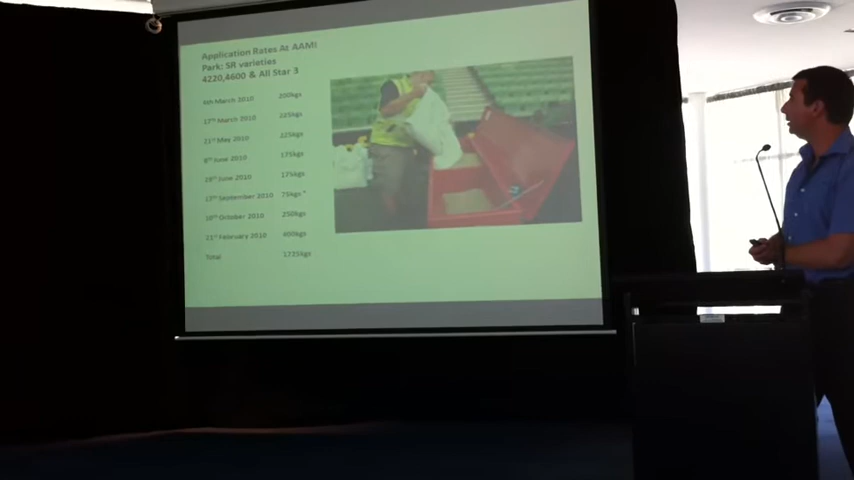 Application Rates At AAMI
Park: SR varieties
4220,4600 & All Star 3
6th March 2010 200kgs
17th March 2010 225kgs
21st May 2010 225kgs
8th June 2010 175kgs
18th June 2010 175kgs
13th September 2010 75kgs *
10th October 2010 250kgs
21st February 2010 400kgs
Total 1725kgs